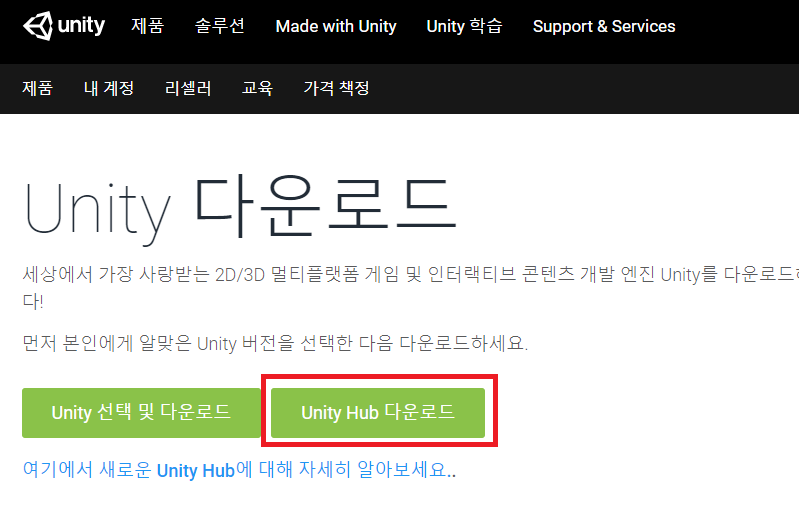 unity 제품 솔루션 Made with Unity Unity 학습 Support & Services
제품 내 계정 리셀러 교육 가격 책정
Unity 다운로드
세상에서 가장 사랑받는 2D/3D 멀티플랫폼 게임 및 인터랙티브 콘텐츠 개발 엔진 Unity를 다운로드하
다!
먼저 본인에게 알맞은 Unity 버전을 선택한 다음 다운로드하세요.
Unity 선택 및 다운로드 Unity Hub 다운로드
여기에서 새로운 Unity Hub에 대해 자세히 알아보세요..